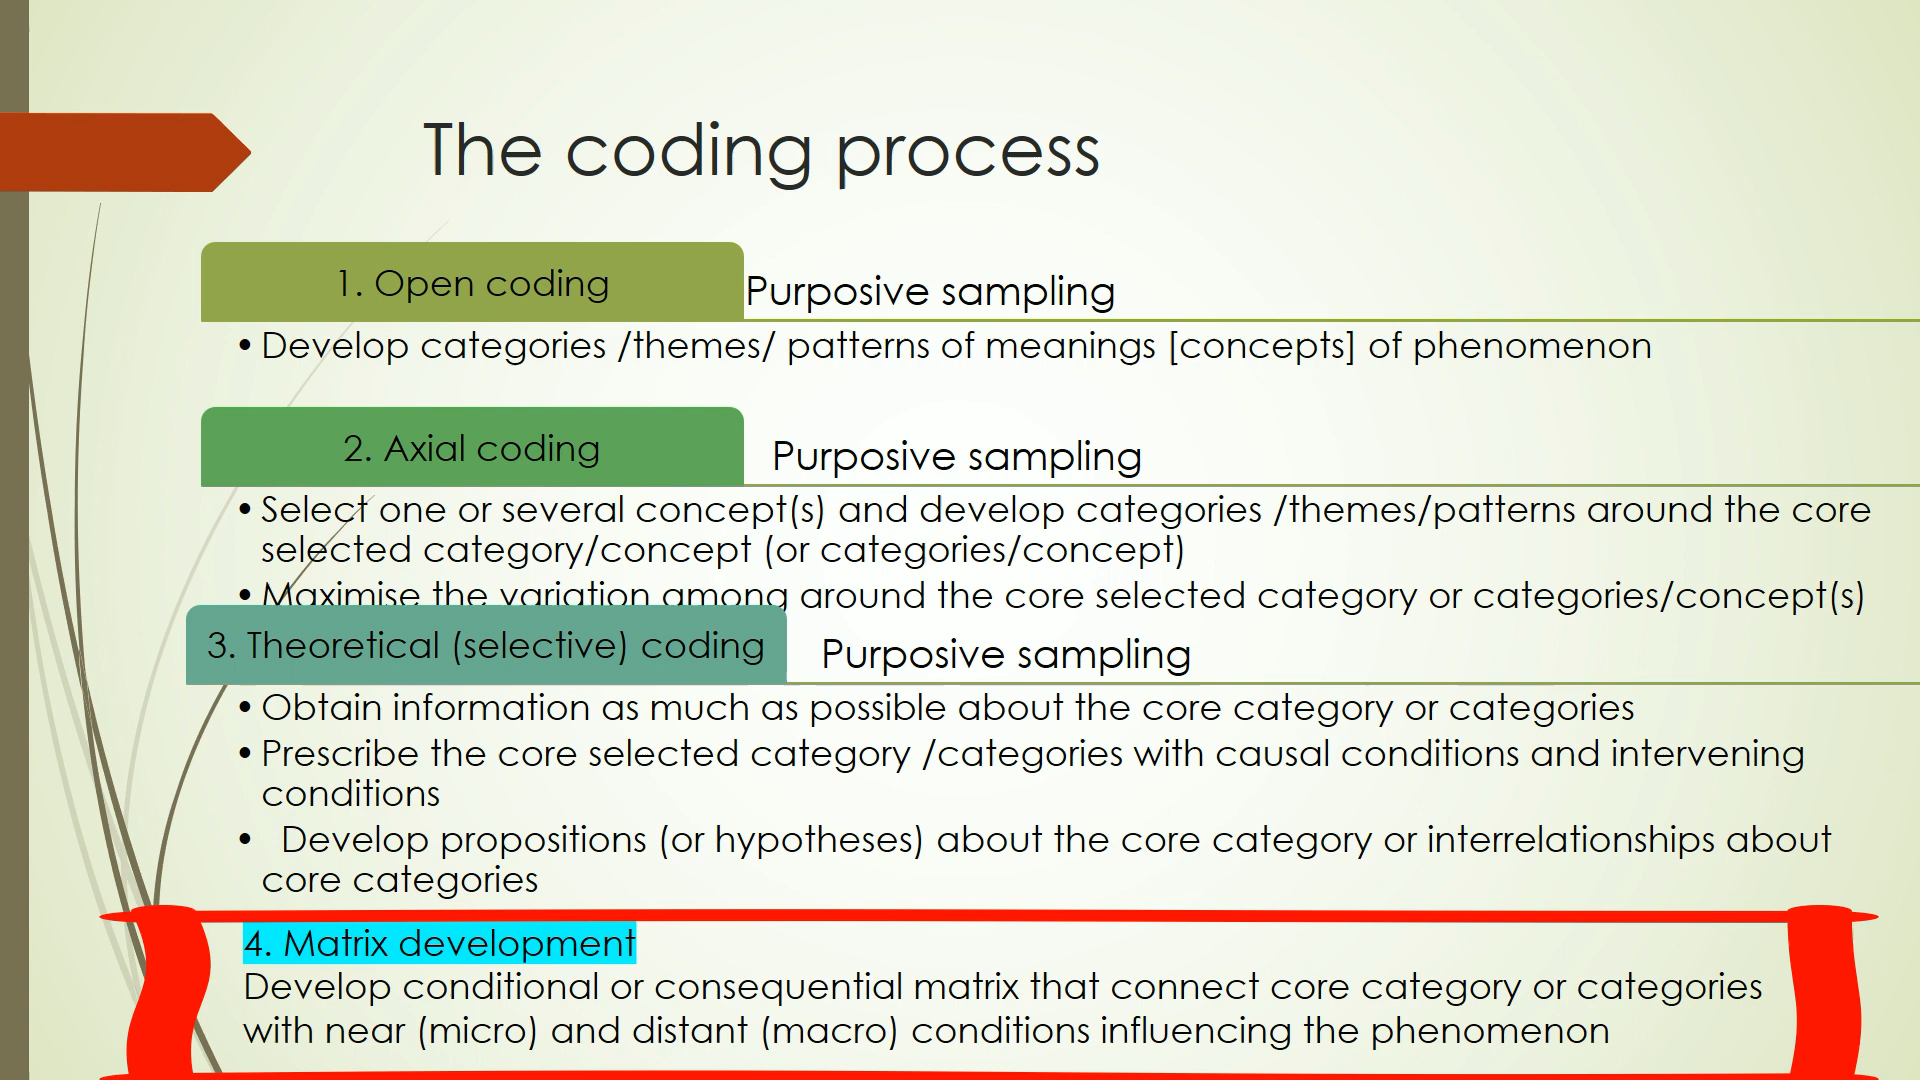 The coding process
1. Open coding
Purposive sampling
• Develop categories /themes/ patterns of meanings [concepts] of phenomenon
2. Axial coding
Purposive sampling
• Select one or several concept(s) and develop categories /themes/patterns around the core
selected category/concept (or categories/concept)
• Maximise the variation among around the core selected category or categories/concept(s)
3. Theoretical (selective) coding
Purposive sampling
• Obtain information as much as possible about the core category or categories
• Prescribe the core selected category /categories with causal conditions and intervening
conditions
• Develop propositions (or hypotheses) about the core category or interrelationships about
core categories
4. Matrix development
Develop conditional or consequential matrix that connect core category or categories
with near (micro) and distant (macro) conditions influencing the phenomenon